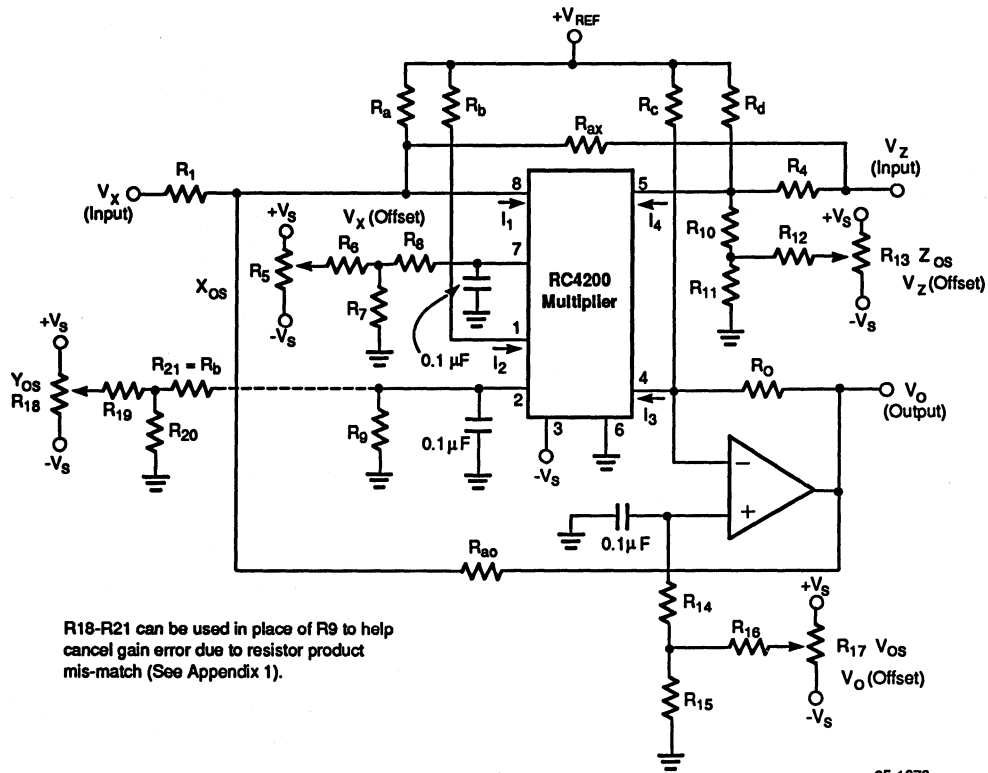 +VREF
Ra
Rb
Rc
Rd
Rax
VX
(Input)
R1
8
I1
5
I4
R4
VZ
(Input)
+VS
VX (Offset)
R6
R8
7
R5
XOS
-VS
R7
0.1 μF
RC4200
Multiplier
R10
R12
R11
+VS
R13 ZOS
VZ (Offset)
-VS
1
I2
+VS
YOS
R18
-VS
R19
R21 = Rb
R20
R9
0.1μF
2
3
-VS
6
4
I3
RO
VO
(Output)
−
+
0.1μF
Rao
R14
R16
R15
+VS
R17 VOS
VO (Offset)
-VS
R18-R21 can be used in place of R9 to help
cancel gain error due to resistor product
mis-match (See Appendix 1).